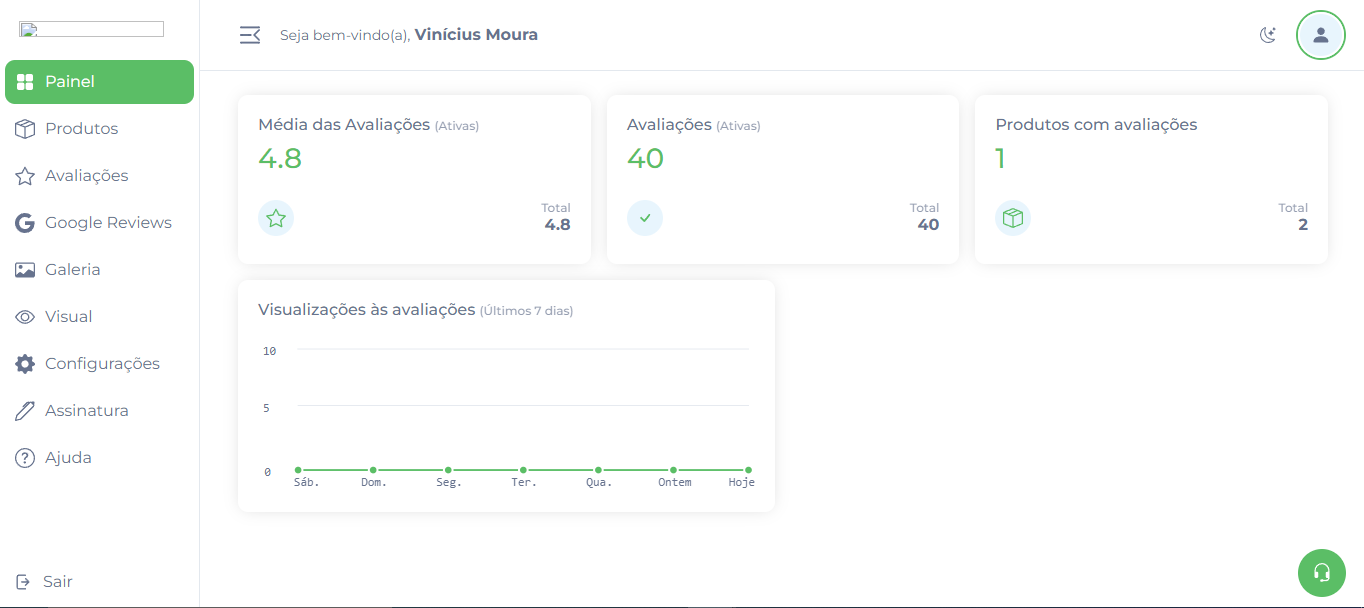 Seja bem-vindo(a), Vinícius Moura
Painel
Produtos
Avaliações
Google Reviews
Galeria
Visual
Configurações
Assinatura
Ajuda
Sair
Média das Avaliações (Ativas)
4.8
Total
4.8
Avaliações (Ativas)
40
Total
40
Produtos com avaliações
1
Total
2
Visualizações às avaliações (Últimos 7 dias)
10
5
0
Sáb. Dom. Seg. Ter. Qua. Ontem Hoje